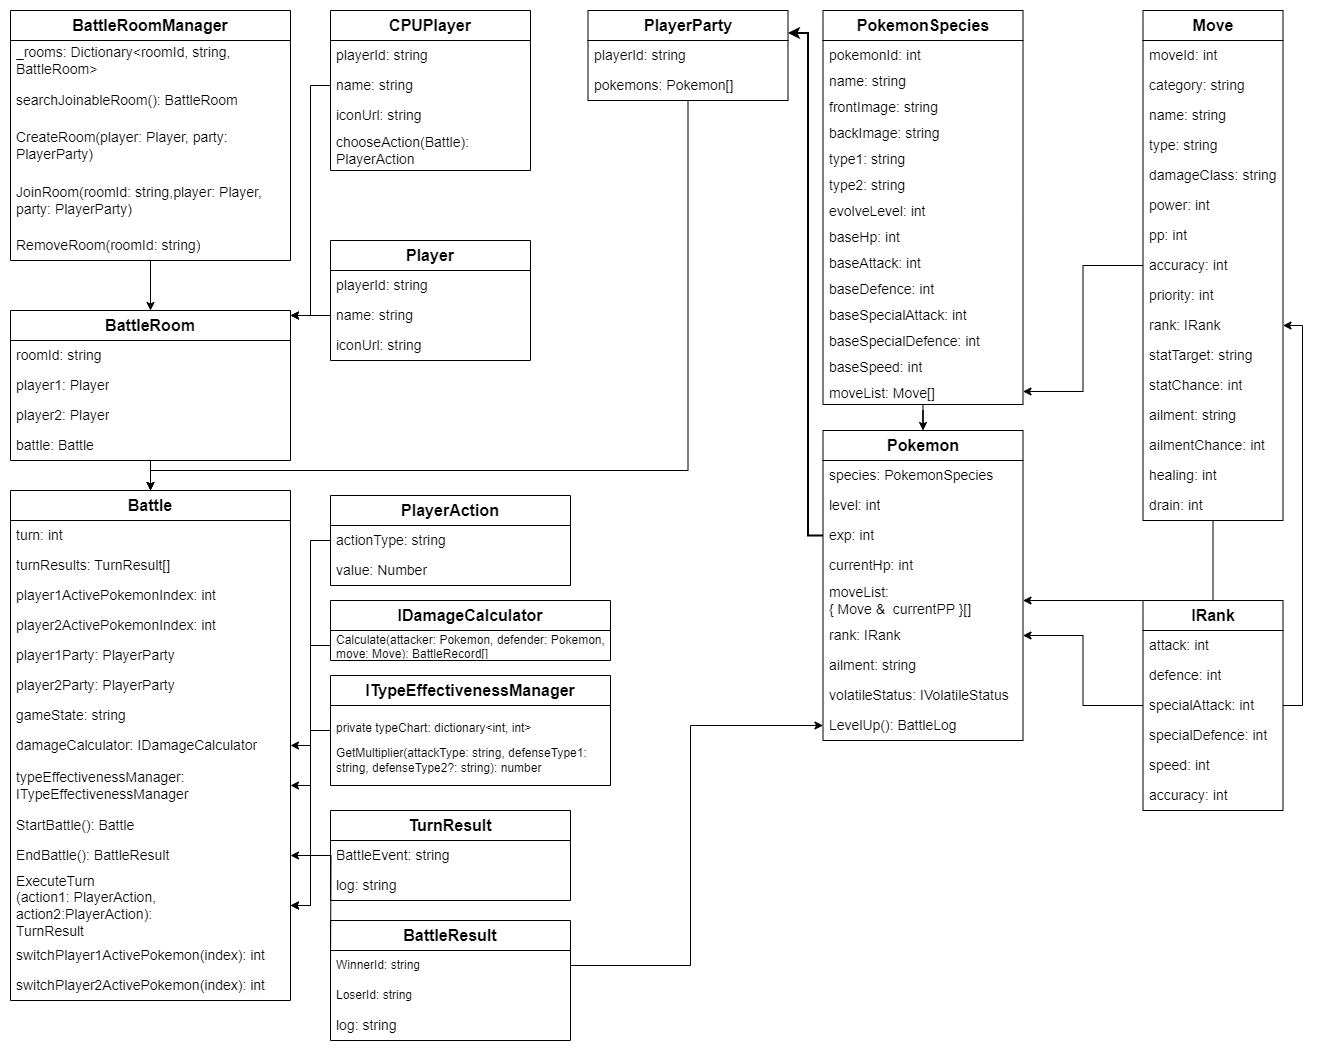 BattleRoomManager
_rooms: Dictionary<roomId, string,
BattleRoom>
searchJoinableRoom(): BattleRoom
CreateRoom(player: Player, party:
PlayerParty)
JoinRoom(roomId: string,player: Player,
party: PlayerParty)
RemoveRoom(roomId: string)
CPUPlayer
playerId: string
name: string
iconUrl: string
chooseAction(Battle):
PlayerAction
Player
playerId: string
name: string
iconUrl: string
BattleRoom
roomId: string
player1: Player
player2: Player
battle: Battle
Battle
turn: int
turnResults: TurnResult[]
player1ActivePokemonIndex: int
player2ActivePokemonIndex: int
player1Party: PlayerParty
player2Party: PlayerParty
gameState: string
damageCalculator: IDamageCalculator
typeEffectivenessManager:
ITypeEffectivenessManager
StartBattle(): Battle
EndBattle(): BattleResult
ExecuteTurn
(action1: PlayerAction,
action2:PlayerAction):
TurnResult
switchPlayer1ActivePokemon(index): int
switchPlayer2ActivePokemon(index): int
PlayerAction
actionType: string
value: Number
IDamageCalculator
Calculate(attacker: Pokemon, defender: Pokemon,
move: Move): BattleRecord[]
ITypeEffectivenessManager
private typeChart: dictionary<int, int>
GetMultiplier(attackType: string, defenseType1:
string, defenseType2?: string): number
TurnResult
BattleEvent: string
log: string
BattleResult
WinnerId: string
LoserId: string
log: string
PlayerParty
playerId: string
pokemons: Pokemon[]
PokemonSpecies
pokemonId: int
name: string
frontImage: string
backImage: string
type1: string
type2: string
evolveLevel: int
baseHp: int
baseAttack: int
baseDefence: int
baseSpecialAttack: int
baseSpecialDefence: int
baseSpeed: int
moveList: Move[]
Pokemon
species: PokemonSpecies
level: int
exp: int
currentHp: int
moveList:
{ Move & currentPP }[]
rank: IRank
ailment: string
volatileStatus: IVolatileStatus
LevelUp(): BattleLog
Move
moveId: int
category: string
name: string
type: string
damageClass: string
power: int
pp: int
accuracy: int
priority: int
rank: IRank
statTarget: string
statChance: int
ailment: string
ailmentChance: int
healing: int
drain: int
IRank
attack: int
defence: int
specialAttack: int
specialDefence: int
speed: int
accuracy: int